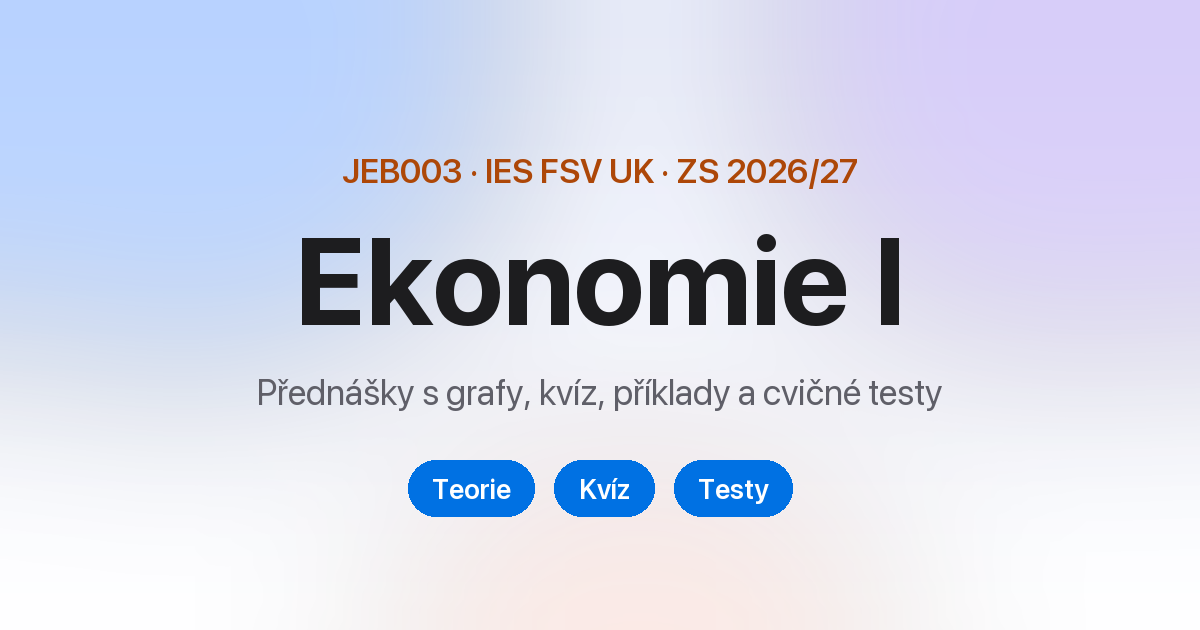 JEB003 · IES FSV UK · ZS 2026/27
Ekonomie I
Přednášky s grafy, kvíz, příklady a cvičné testy
Teorie Kvíz Testy